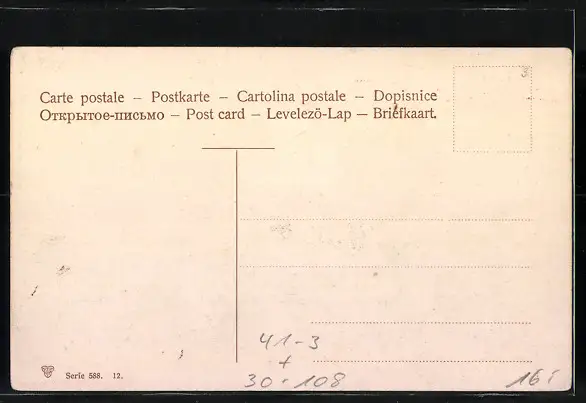 Carte postale – Postkarte – Cartolina postale – Dopisnice
Открытое-письмо – Post card – Levelezö-Lap – Briefkaart.
41-3
+
30·108
Serie 588. 12.